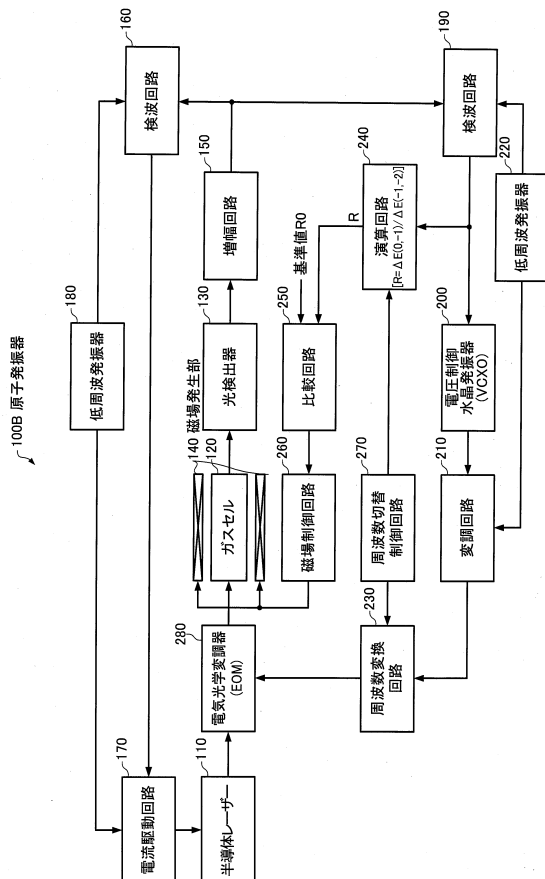 100B 原子発振器
180
低周波発振器
160
検波回路
170
電流駆動回路
110
半導体レーザー
280
電気光学変調器
(EOM)
磁場発生部
140
120
ガスセル
130
光検出器
150
増幅回路
190
検波回路
260
磁場制御回路
250
比較回路
基準値R0
R
240
演算回路
[R=ΔE(0,-1)/ΔE(-1,-2)]
270
周波数切替
制御回路
230
周波数変換
回路
210
変調回路
200
電圧制御
水晶発振器
(VCXO)
220
低周波発振器